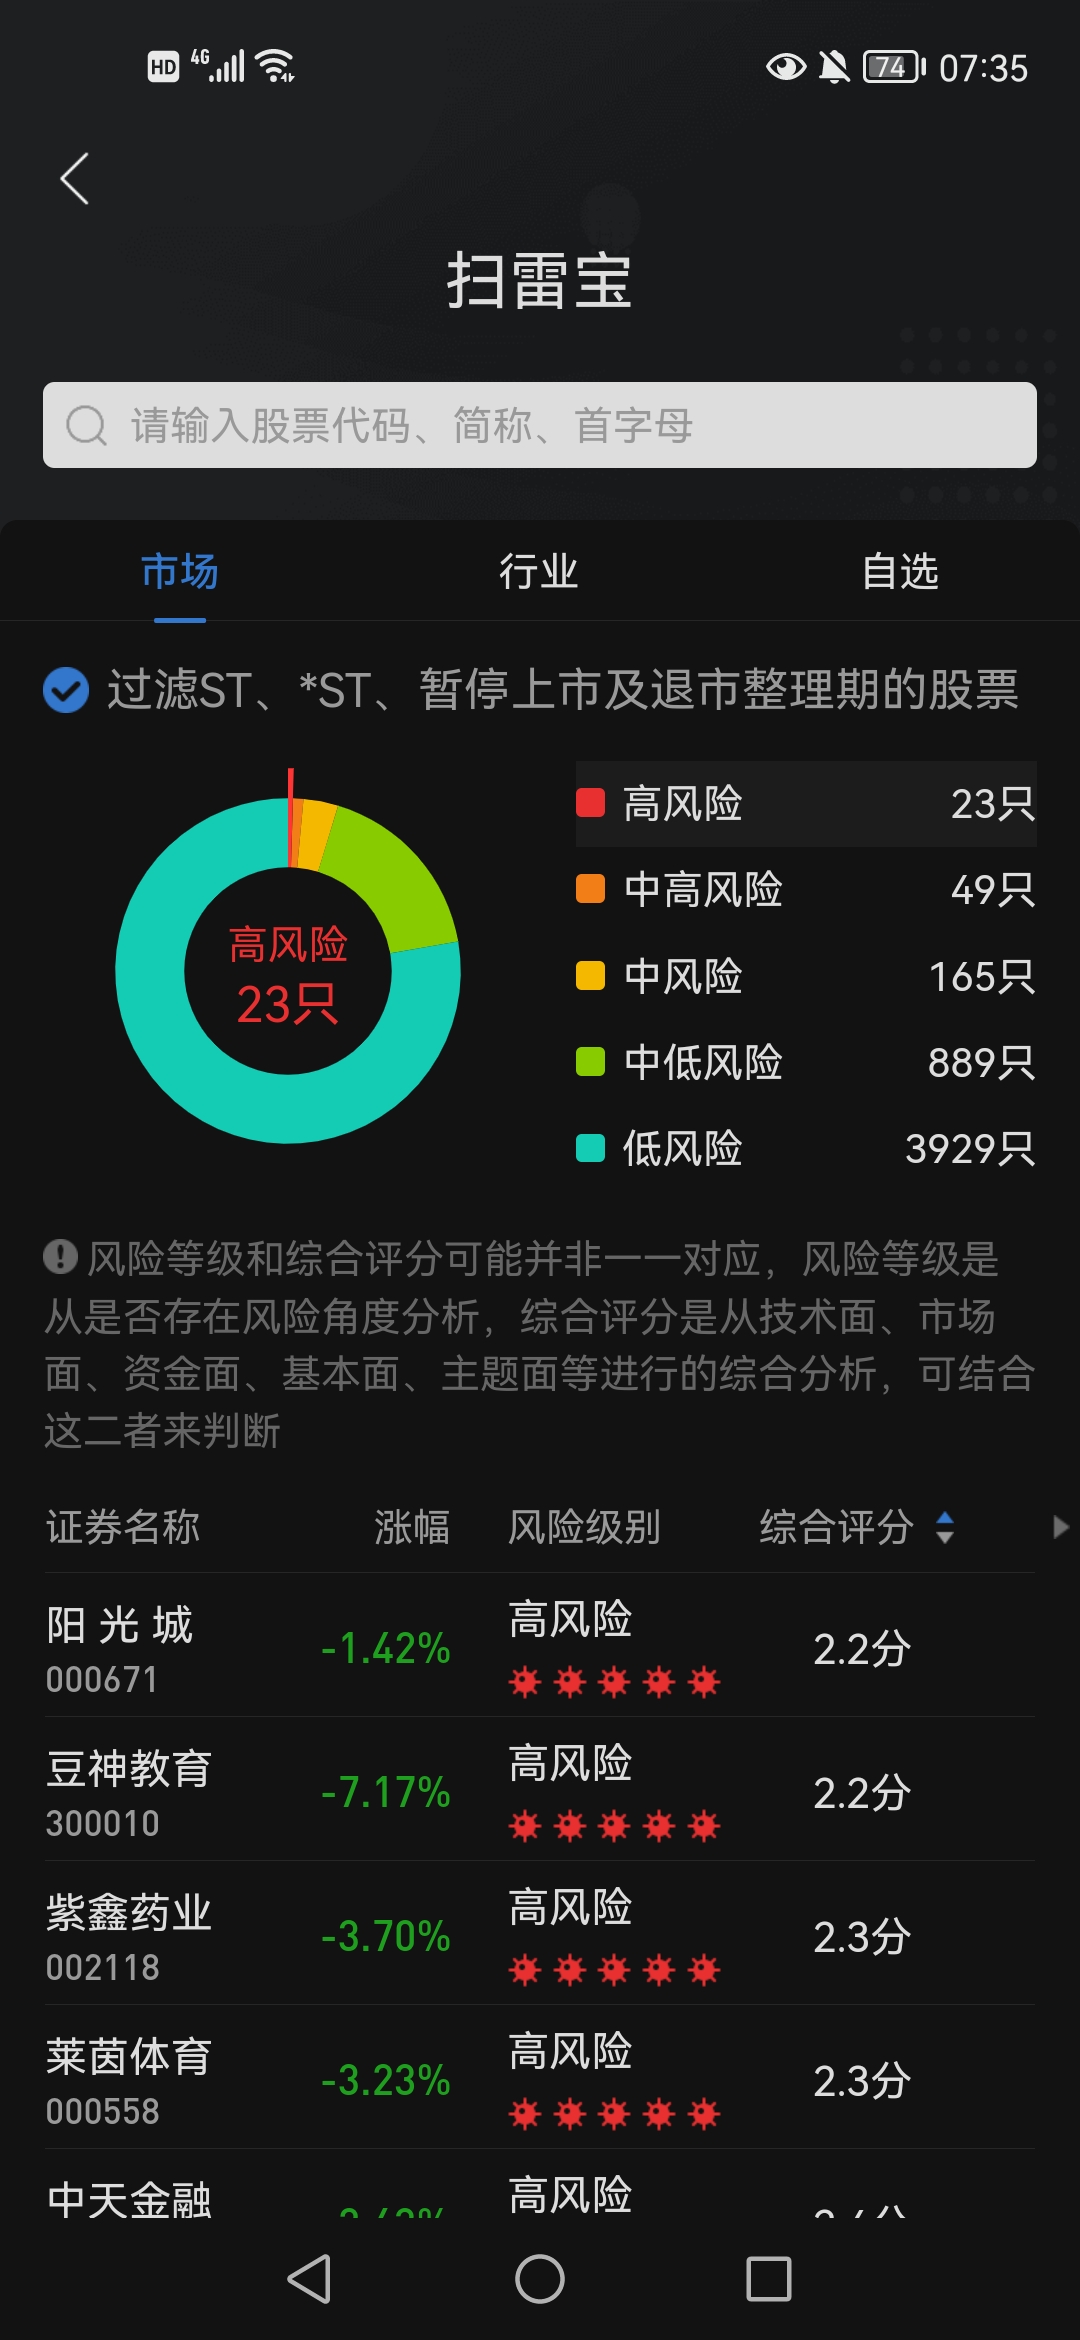 HD 4G 74 07:35
扫雷宝
请输入股票代码、简称、首字母
市场 行业 自选
过滤ST、*ST、暂停上市及退市整理期的股票
高风险 23只
中高风险 49只
中风险 165只
中低风险 889只
低风险 3929只
高风险
23只
风险等级和综合评分可能并非一一对应，风险等级是
从是否存在风险角度分析，综合评分是从技术面、市场
面、资金面、基本面、主题面等进行的综合分析，可结合
这二者来判断
证券名称 涨幅 风险级别 综合评分
阳光城 -1.42% 高风险 2.2分
000671
豆神教育 -7.17% 高风险 2.2分
300010
紫鑫药业 -3.70% 高风险 2.3分
002118
莱茵体育 -3.23% 高风险 2.3分
000558
中天金融 高风险